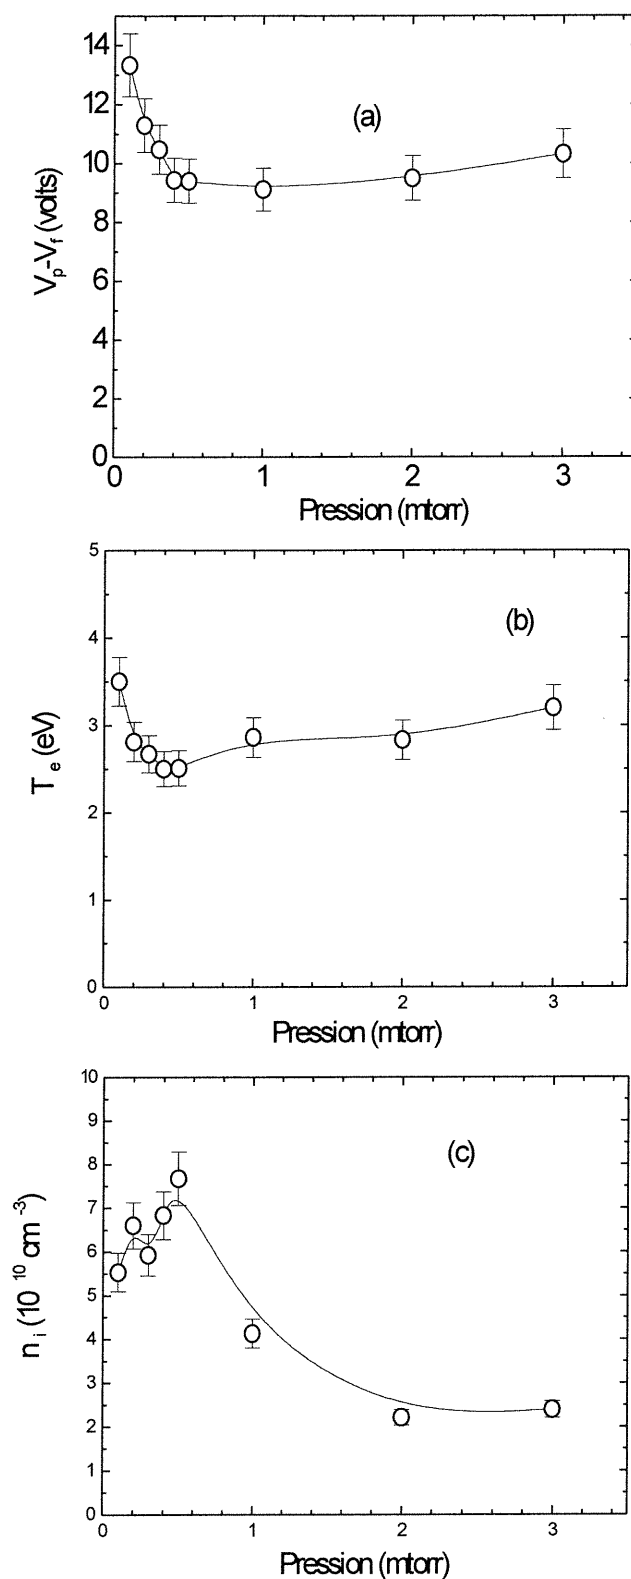 14
12
10
8
6
4
2
0
V_p-V_f (volts)
(a)
0 1 2 3
Pression (mtorr)
5
4
3
2
1
0
T_e (eV)
(b)
0 1 2 3
Pression (mtorr)
10
9
8
7
6
5
4
3
2
1
0
n_i (10^10 cm^-3)
(c)
0 1 2 3
Pression (mtorr)